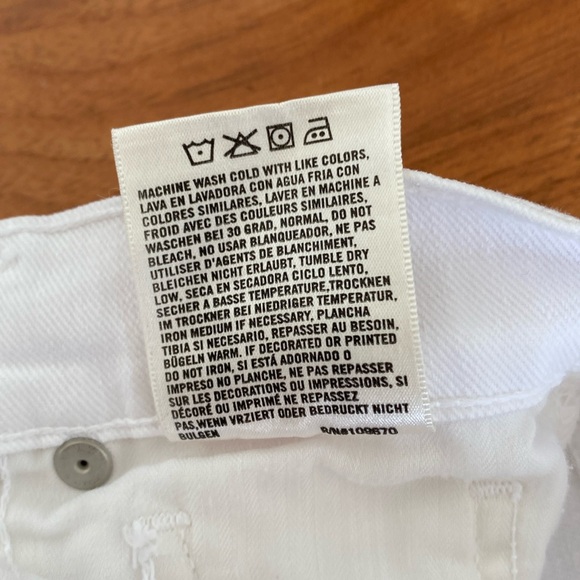 MACHINE WASH COLD WITH LIKE COLORS,
LAVA EN LAVADORA CON AGUA FRIA CON
COLORES SIMILARES, LAVER EN MACHINE A
FROID AVEC DES COULEURS SIMILAIRES,
WASCHEN BEI 30 GRAD, NORMAL, DO NOT
BLEACH, NO USAR BLANQUEADOR, NE PAS
UTILISER D'AGENTS DE BLANCHIMENT,
BLEICHEN NICHT ERLAUBT, TUMBLE DRY
LOW, SECA EN SECADORA CICLO LENTO,
SECHER A BASSE TEMPERATURE,TROCKNEN
IM TROCKNER BEI NIEDRIGER TEMPERATUR,
IRON MEDIUM IF NECESSARY, PLANCHA
TIBIA SI NECESARIO, REPASSER AU BESOIN,
BÜGELN WARM. IF DECORATED OR PRINTED
DO NOT IRON, SI ESTÁ ADORNADO O
IMPRESO NO PLANCHE, NE PAS REPASSER
SUR LES DECORATIONS OU IMPRESSIONS, SI
DÉCORÉ OU IMPRIMÉ NE REPASSEZ
PAS,WENN VRZIERT ODER BEDRUCKT NICHT
BULGEN R/N#109670